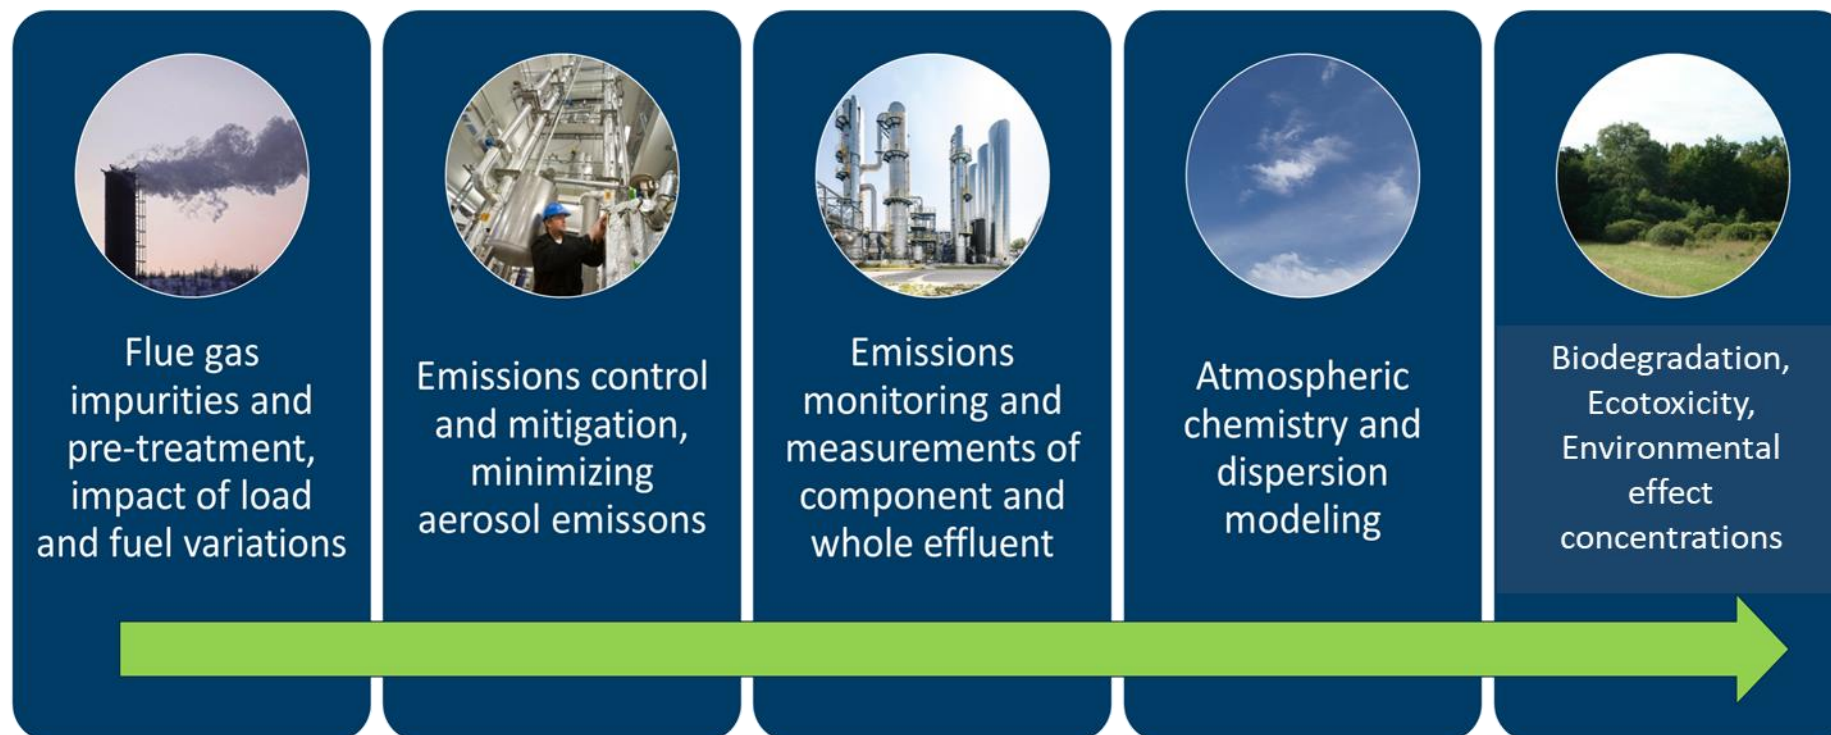 Flue gas
impurities and
pre-treatment,
impact of load
and fuel variations
Emissions control
and mitigation,
minimizing
aerosol emissons
Emissions
monitoring and
measurements of
component and
whole effluent
Atmospheric
chemistry and
dispersion
modeling
Biodegradation,
Ecotoxicity,
Environmental
effect
concentrations